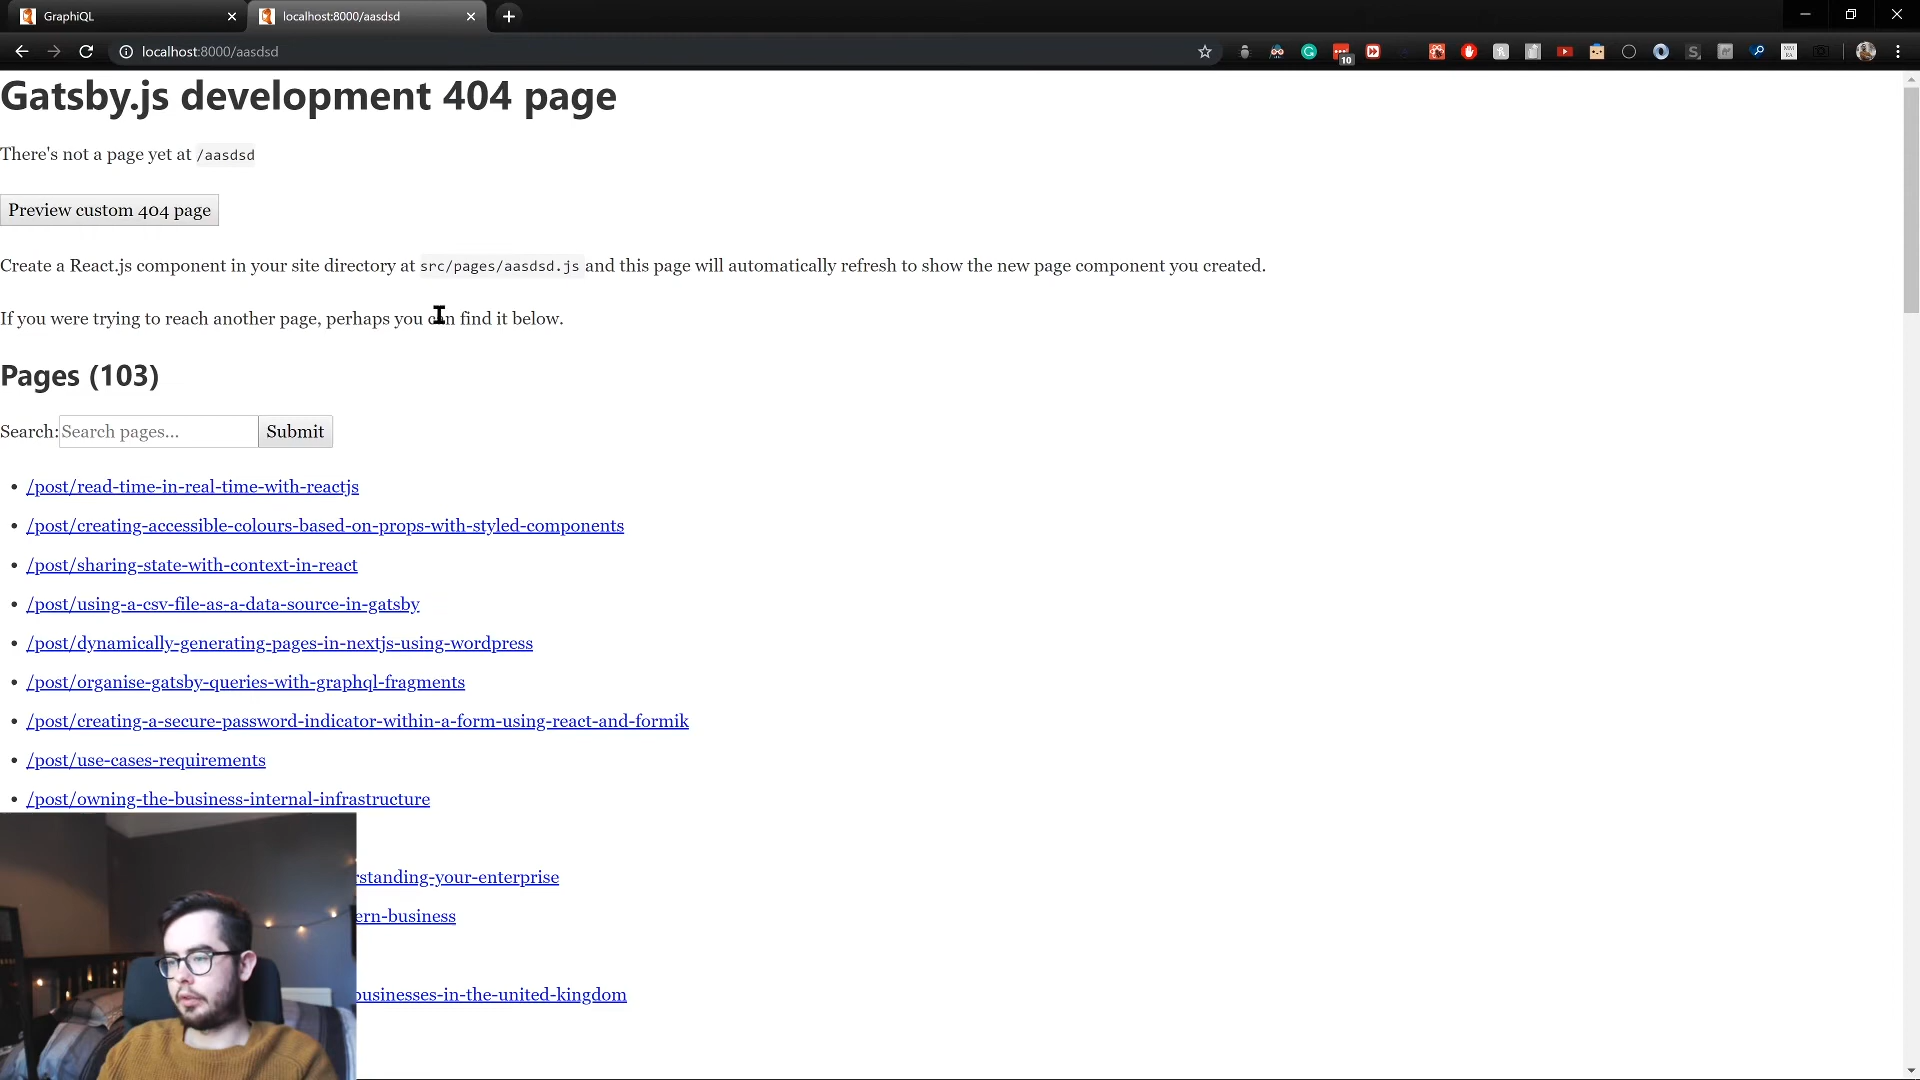 GraphiQL
localhost:8000/aasdsd
localhost:8000/aasdsd
10
Gatsby.js development 404 page
There's not a page yet at /aasdsd
Preview custom 404 page
Create a React.js component in your site directory at src/pages/aasdsd.js and this page will automatically refresh to show the new page component you created.
If you were trying to reach another page, perhaps you can find it below.
Pages (103)
Search: Search pages... Submit
/post/read-time-in-real-time-with-reactjs
/post/creating-accessible-colours-based-on-props-with-styled-components
/post/sharing-state-with-context-in-react
/post/using-a-csv-file-as-a-data-source-in-gatsby
/post/dynamically-generating-pages-in-nextjs-using-wordpress
/post/organise-gatsby-queries-with-graphql-fragments
/post/creating-a-secure-password-indicator-within-a-form-using-react-and-formik
/post/use-cases-requirements
/post/owning-the-business-internal-infrastructure
rstanding-your-enterprise
ern-business
ousinesses-in-the-united-kingdom